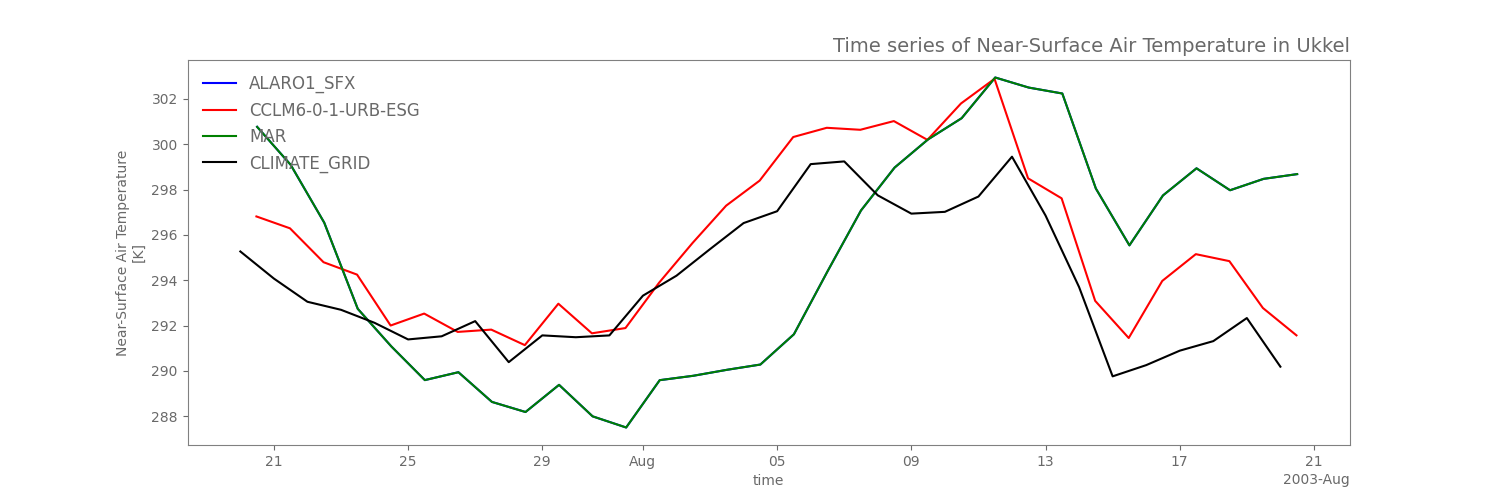 Time series of Near-Surface Air Temperature in Ukkel
ALARO1_SFX
CCLM6-0-1-URB-ESG
MAR
CLIMATE_GRID
302
300
298
296
294
292
290
288
Near-Surface Air Temperature
[K]
21 25 29 Aug 05 09 13 17 21
time
2003-Aug